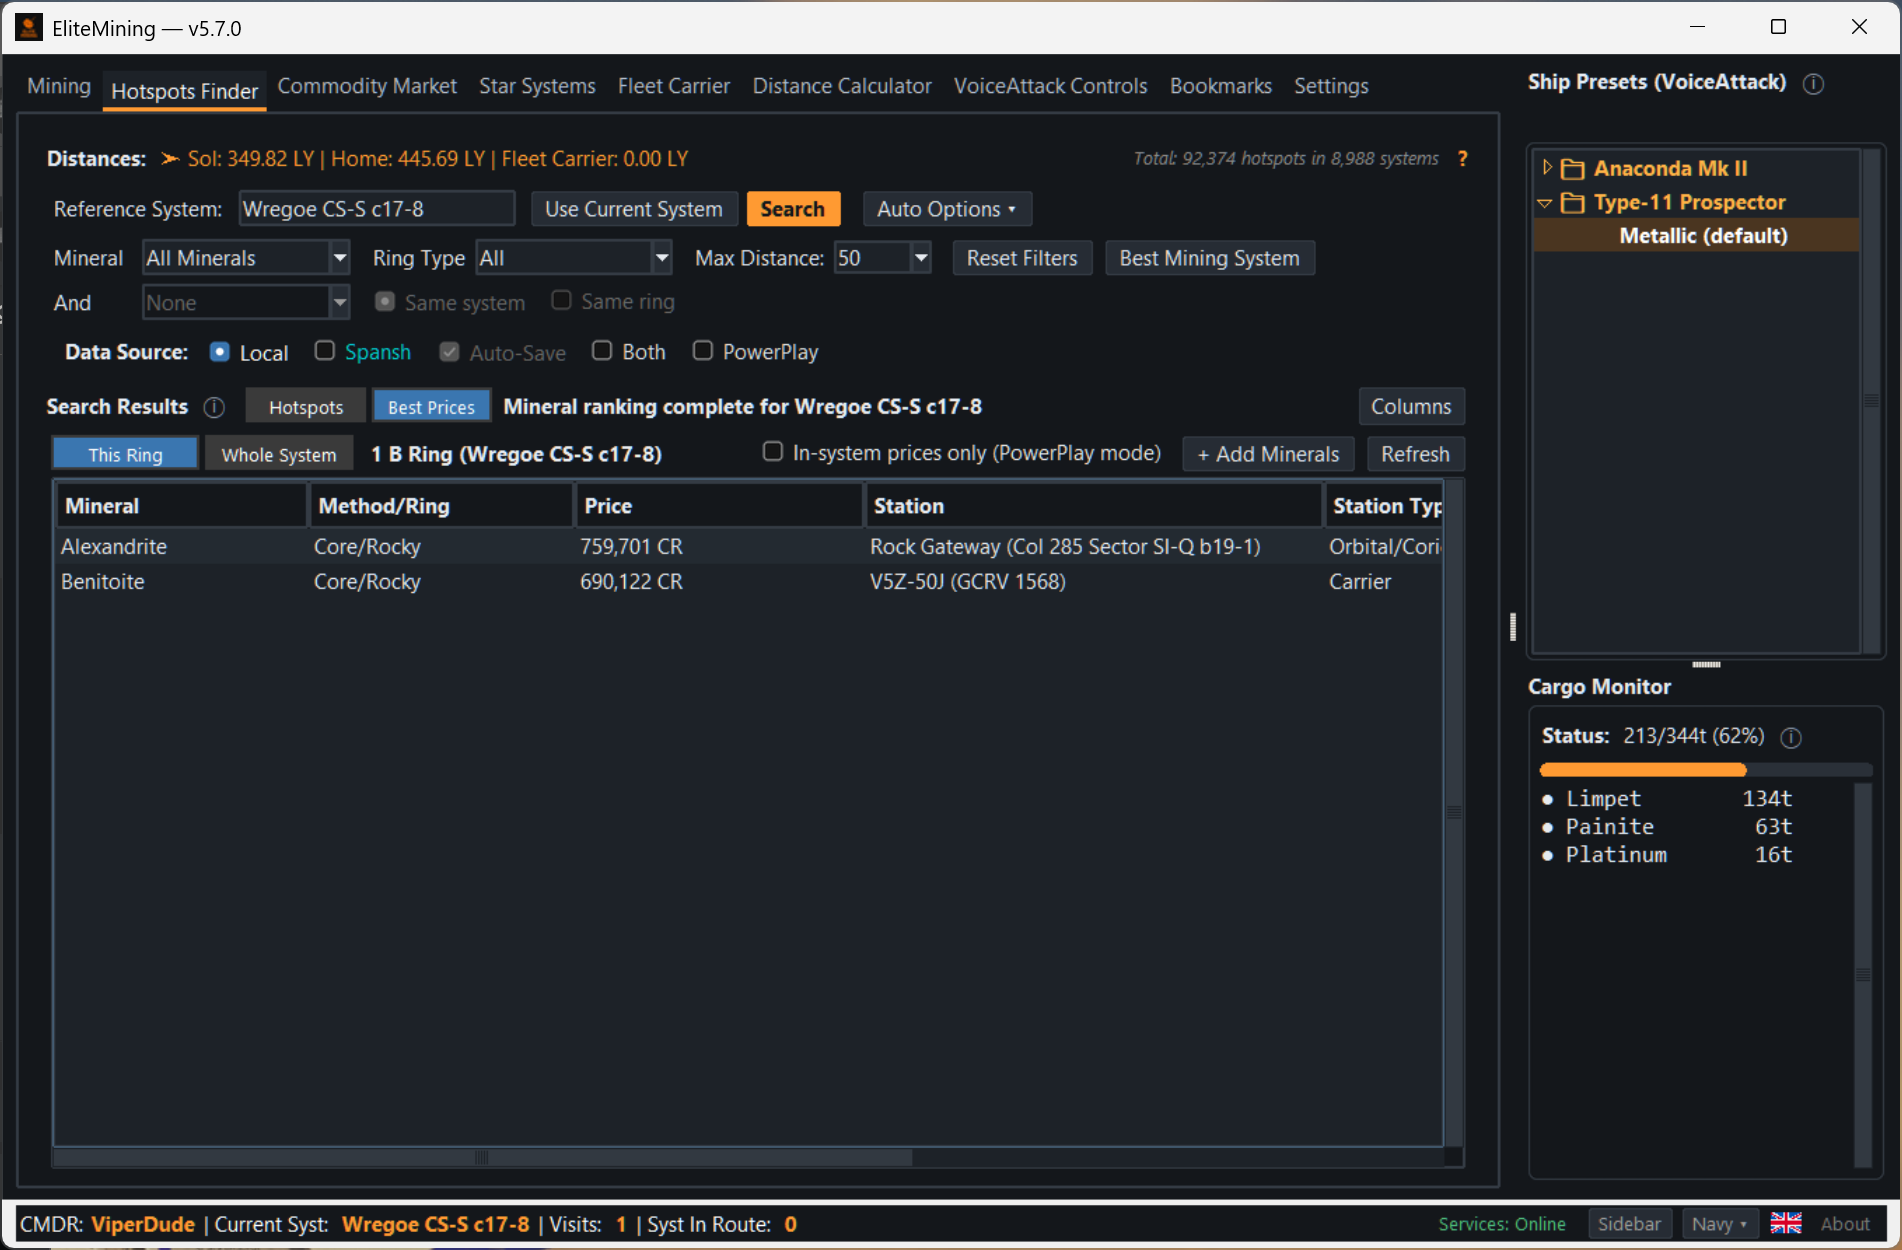 EliteMining — v5.7.0
Mining Hotspots Finder Commodity Market Star Systems Fleet Carrier Distance Calculator VoiceAttack Controls Bookmarks Settings
Distances: ➢ Sol: 349.82 LY | Home: 445.69 LY | Fleet Carrier: 0.00 LY Total: 92,374 hotspots in 8,988 systems ?
Reference System: Wregoe CS-S c17-8 Use Current System Search Auto Options ▾
Mineral All Minerals Ring Type All Max Distance: 50 Reset Filters Best Mining System
And None Same system Same ring
Data Source: Local Spansh Auto-Save Both PowerPlay
Search Results ⓘ Hotspots Best Prices Mineral ranking complete for Wregoe CS-S c17-8 Columns
This Ring Whole System 1 B Ring (Wregoe CS-S c17-8) In-system prices only (PowerPlay mode) + Add Minerals Refresh
Mineral Method/Ring Price Station Station Typ
Alexandrite Core/Rocky 759,701 CR Rock Gateway (Col 285 Sector SI-Q b19-1) Orbital/Cori
Benitoite Core/Rocky 690,122 CR V5Z-50J (GCRV 1568) Carrier
Ship Presets (VoiceAttack) ⓘ
Anaconda Mk II
Type-11 Prospector
Metallic (default)
Cargo Monitor
Status: 213/344t (62%) ⓘ
● Limpet 134t
● Painite 63t
● Platinum 16t
CMDR: ViperDude | Current Syst: Wregoe CS-S c17-8 | Visits: 1 | Syst In Route: 0 Services: Online Sidebar Navy ▾ About